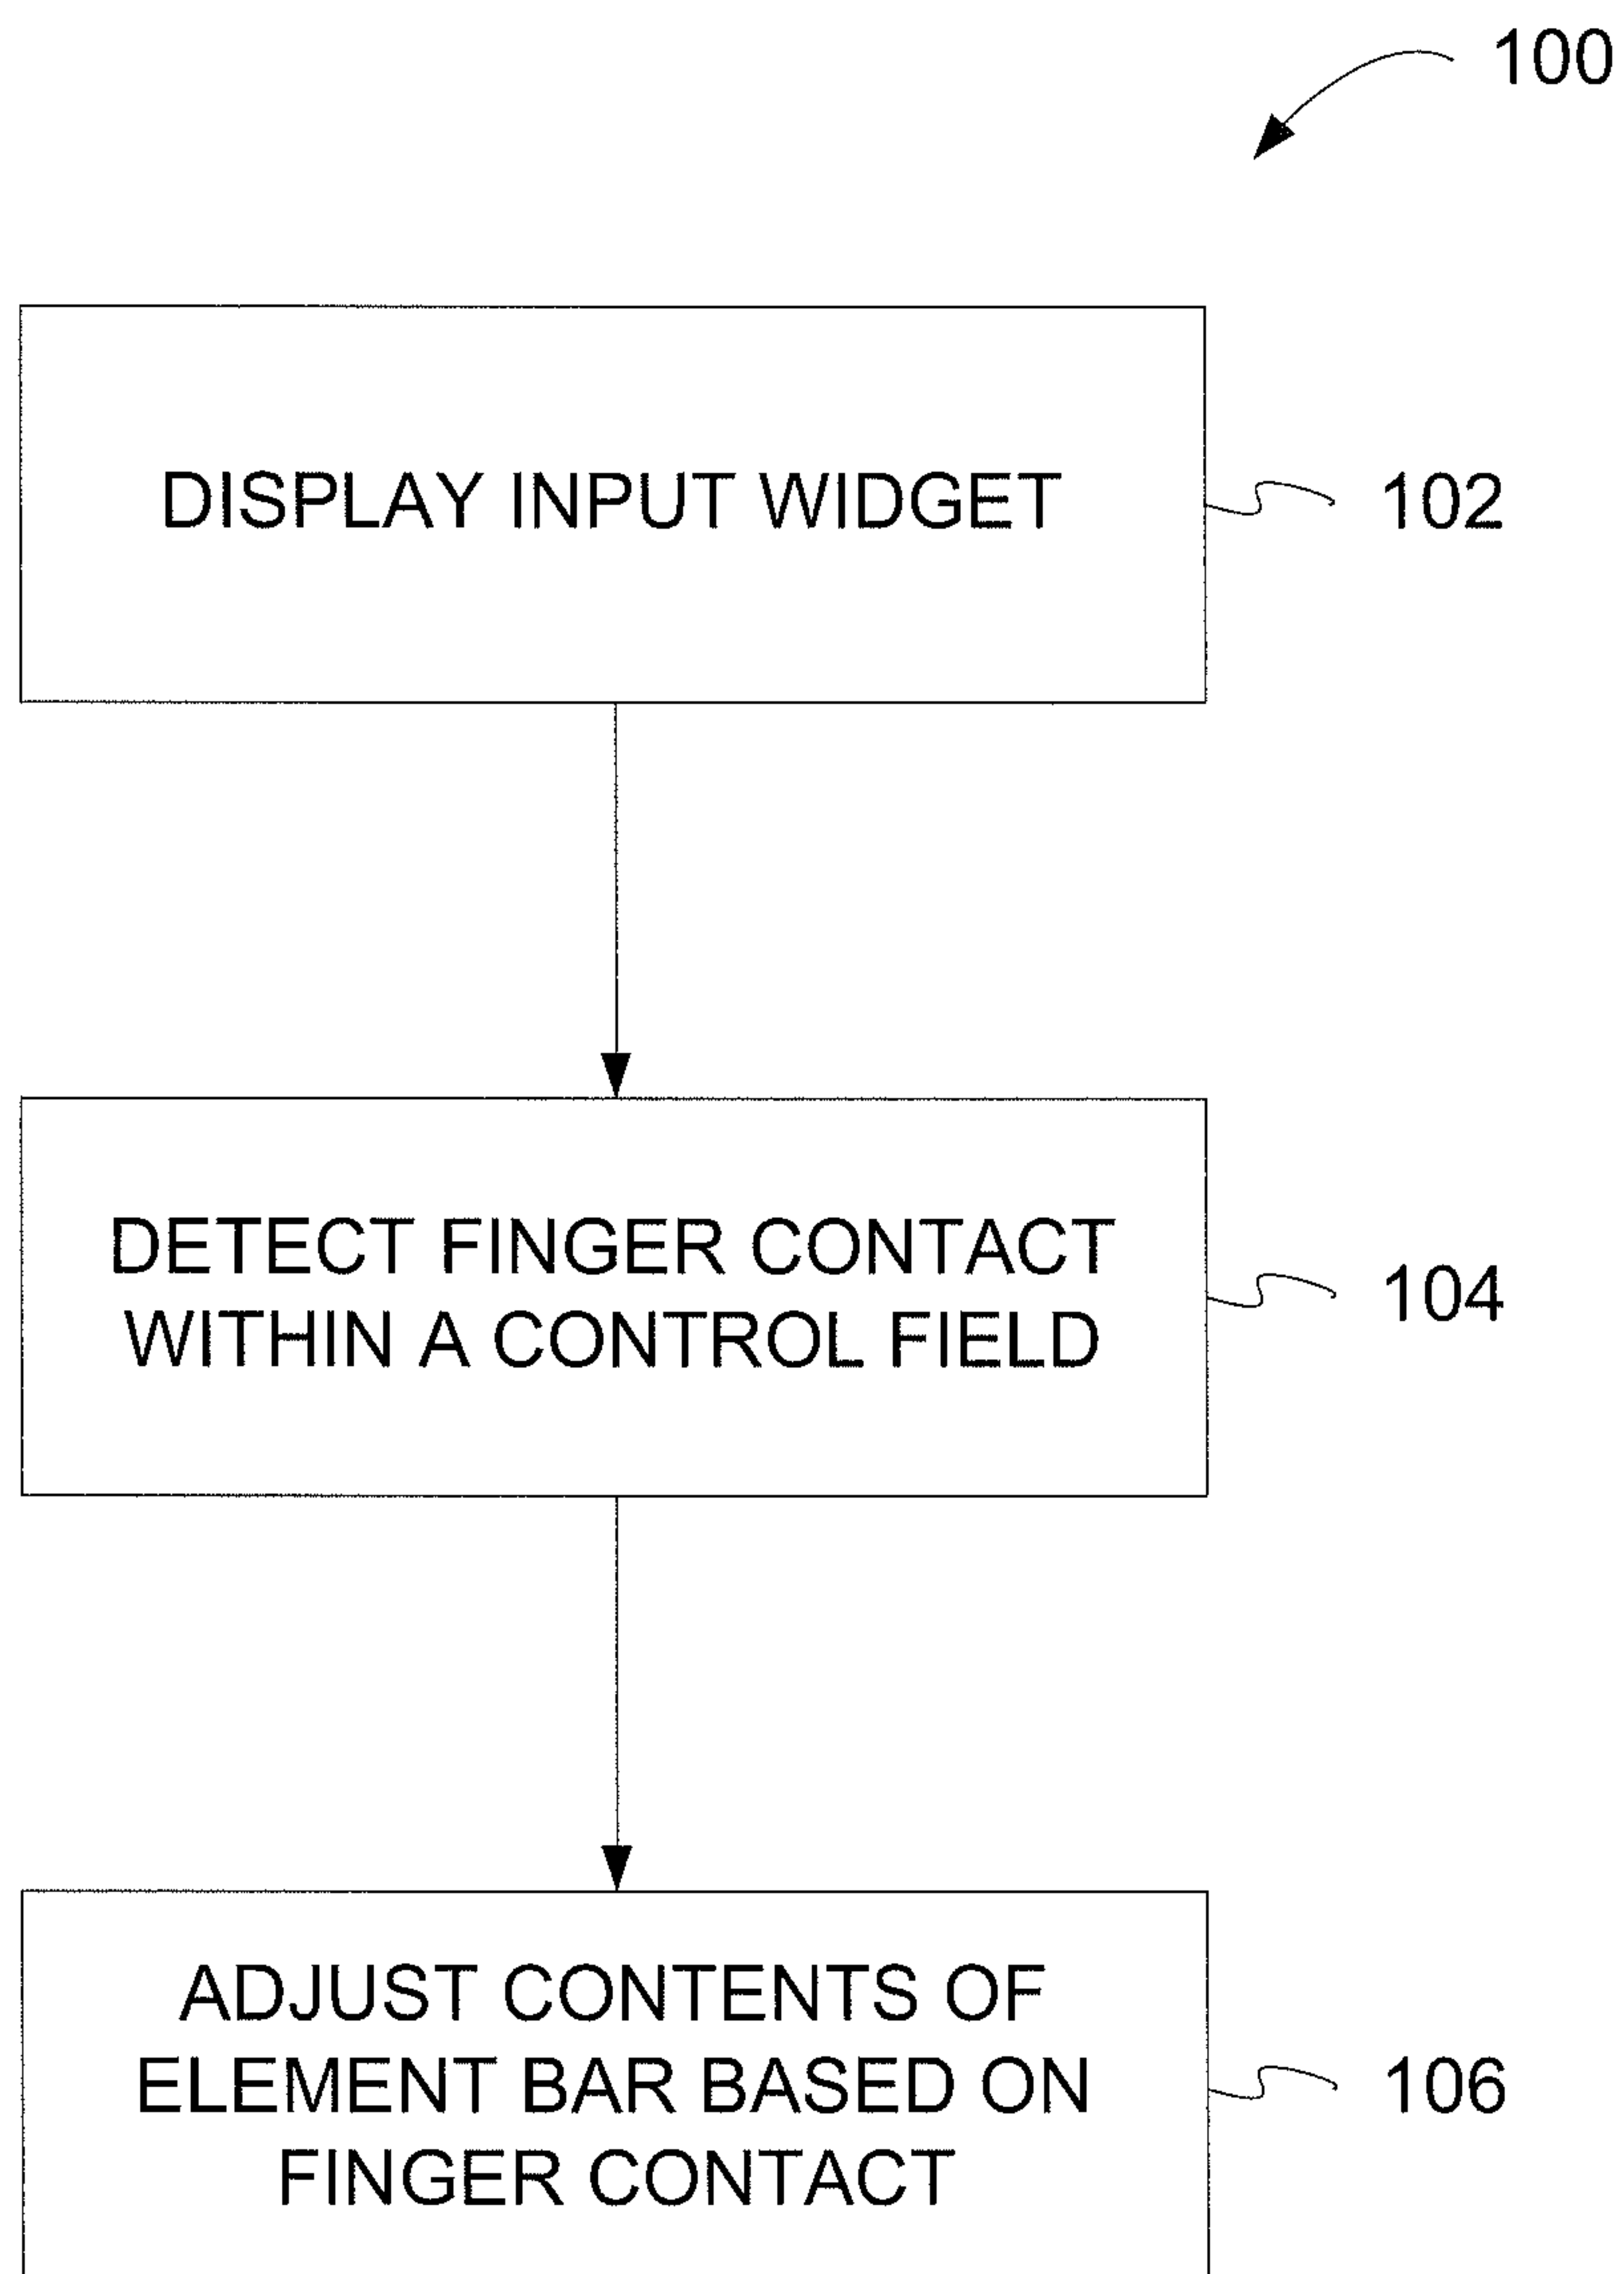 100
DISPLAY INPUT WIDGET
102
DETECT FINGER CONTACT
WITHIN A CONTROL FIELD
104
ADJUST CONTENTS OF
ELEMENT BAR BASED ON
FINGER CONTACT
106